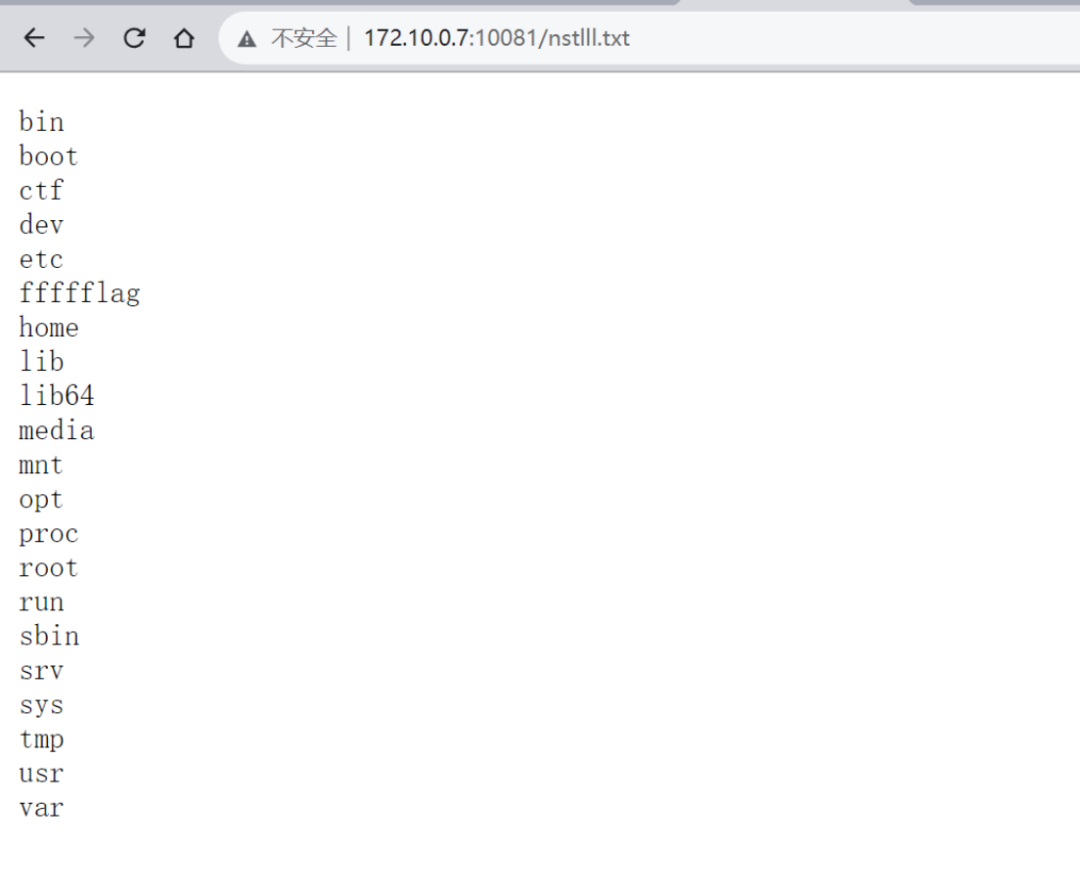 不安全 | 172.10.0.7:10081/nstlll.txt
bin
boot
ctf
dev
etc
ffffflag
home
lib
lib64
media
mnt
opt
proc
root
run
sbin
srv
sys
tmp
usr
var